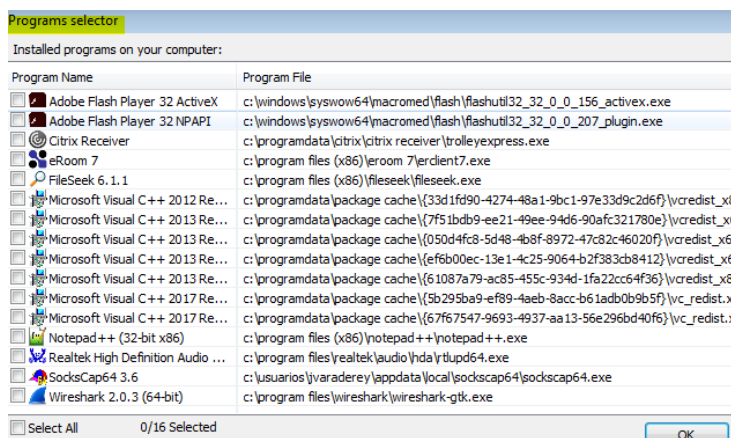 Programs selector
Installed programs on your computer:
Program Name Program File
Adobe Flash Player 32 ActiveX c:\windows\syswow64\macromed\flash\flashutil32_32_0_0_156_activex.exe
Adobe Flash Player 32 NPAPI c:\windows\syswow64\macromed\flash\flashutil32_32_0_0_207_plugin.exe
Citrix Receiver c:\programdata\citrix\citrix receiver\trolleyexpress.exe
eRoom 7 c:\program files (x86)\eroom 7\erclient7.exe
FileSeek 6.1.1 c:\program files (x86)\fileseek\fileseek.exe
Microsoft Visual C++ 2012 Re... c:\programdata\package cache\{33d1fd90-4274-48a1-9bc1-97e33d9c2d6f}\vcredist_x8
Microsoft Visual C++ 2013 Re... c:\programdata\package cache\{7f51bdb9-ee21-49ee-94d6-90afc321780e}\vcredist_x6
Microsoft Visual C++ 2013 Re... c:\programdata\package cache\{050d4fc8-5d48-4b8f-8972-47c82c46020f}\vcredist_x6
Microsoft Visual C++ 2013 Re... c:\programdata\package cache\{ef6b00ec-13e1-4c25-9064-b2f383cb8412}\vcredist_x6
Microsoft Visual C++ 2013 Re... c:\programdata\package cache\{61087a79-ac85-455c-934d-1fa22cc64f36}\vcredist_x8
Microsoft Visual C++ 2017 Re... c:\programdata\package cache\{5b295ba9-ef89-4aeb-8acc-b61adb0b9b5f}\vc_redist.x
Microsoft Visual C++ 2017 Re... c:\programdata\package cache\{67f67547-9693-4937-aa13-56e296bd40f6}\vc_redist.
Notepad++ (32-bit x86) c:\program files (x86)\notepad++\notepad++.exe
Realtek High Definition Audio ... c:\program files\realtek\audio\hda\rtlupd64.exe
SocksCap64 3.6 c:\usuarios\jvaraderey\appdata\local\sockscap64\sockscap64.exe
Wireshark 2.0.3 (64-bit) c:\program files\wireshark\wireshark-gtk.exe
Select All 0/16 Selected OK